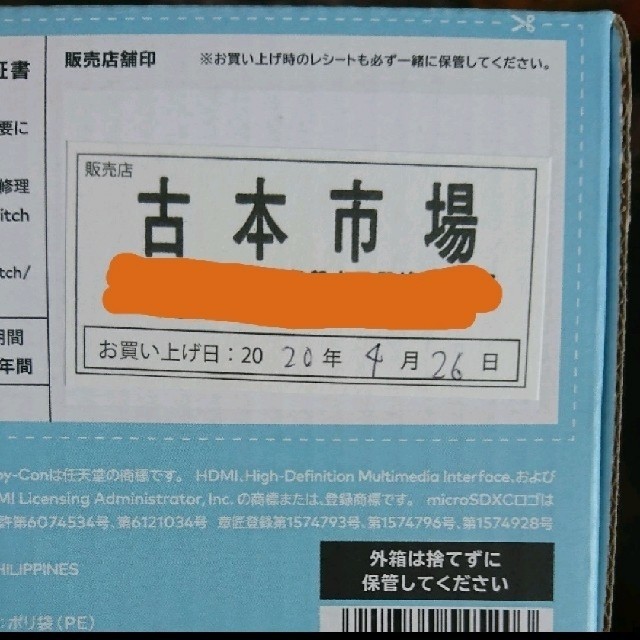 証書
販売店舗印
※お買い上げ時のレシートも必ず一緒に保管してください。
要に
修理
itch
tch/
期間
年間
販売店
古本市場
お買い上げ日：2020年4月26日
oy-Conは任天堂の商標です。 HDMI、High-Definition Multimedia Interface、および
MI Licensing Administrator, Inc. の商標または、登録商標です。 microSDXCロゴは
許第6074534号、第6121034号 意匠登録第1574793号、第1574796号、第1574928号
HILIPPINES
外箱は捨てずに
保管してください
：ポリ袋（PE）